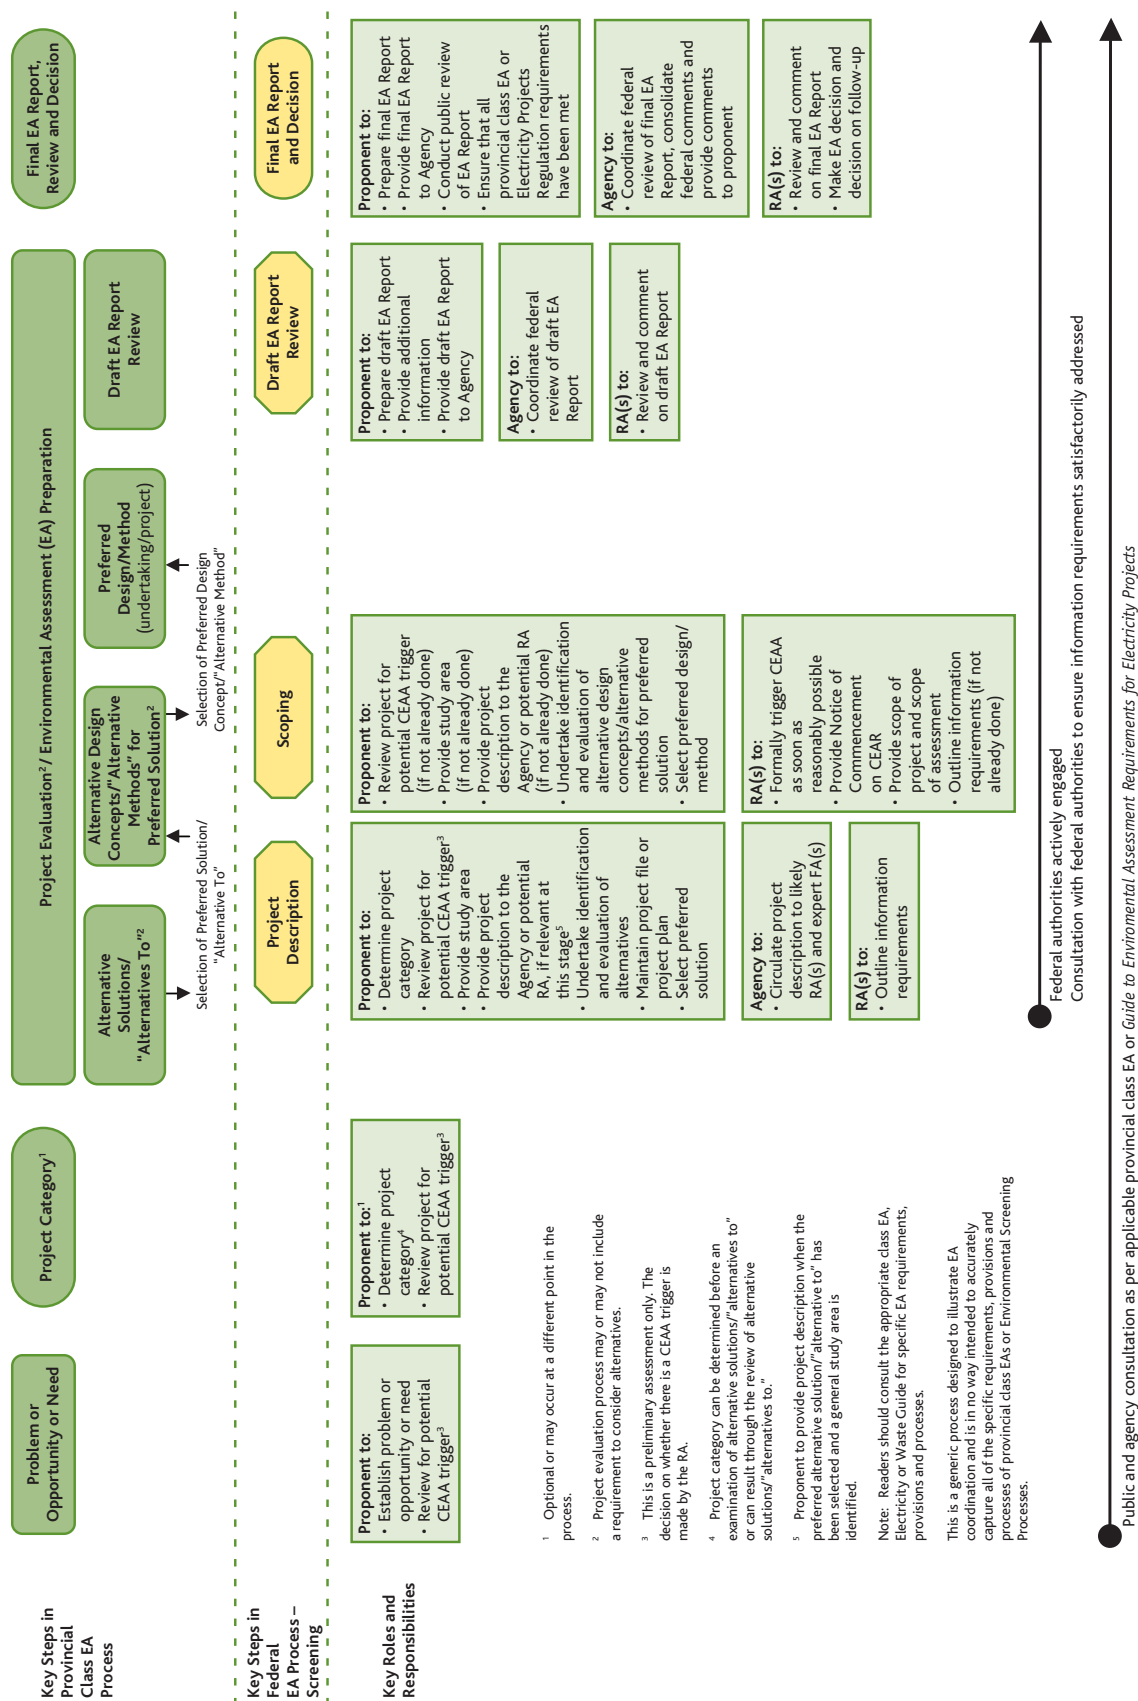 Key Steps in
Provincial
Class EA
Process
Problem or
Opportunity or Need
Project Category¹
Project Evaluation²/ Environmental Assessment (EA) Preparation
Alternative
Solutions/
“Alternatives To”²
Alternative Design
Concepts/“Alternative
Methods” for
Preferred Solution²
Preferred
Design/Method
(undertaking/project)
Draft EA Report
Review
Final EA Report,
Review and Decision
Selection of Preferred Solution/
“Alternative To”
Selection of Preferred Design
Concept/“Alternative Method”
Key Steps in
Federal
EA Process –
Screening
Project
Description
Scoping
Draft EA Report
Review
Final EA Report
and Decision
Key Roles and
Responsibilities
Proponent to:
• Establish problem or
opportunity or need
• Review for potential
CEAA trigger³
Proponent to:¹
• Determine project
category⁴
• Review project for
potential CEAA trigger³
Proponent to:
• Determine project
category
• Review project for
potential CEAA trigger³
• Provide study area
• Provide project
description to the
Agency or potential
RA, if relevant at
this stage⁵
• Undertake identification
and evaluation of
alternatives
• Maintain project file or
project plan
• Select preferred
solution
Agency to:
• Circulate project
description to likely
RA(s) and expert FA(s)
RA(s) to:
• Outline information
requirements
Proponent to:
• Review project for
potential CEAA trigger
(if not already done)
• Provide study area
(if not already done)
• Provide project
description to the
Agency or potential RA
(if not already done)
• Undertake identification
and evaluation of
alternative design
concepts/alternative
methods for preferred
solution
• Select preferred design/
method
RA(s) to:
• Formally trigger CEAA
as soon as
reasonably possible
• Provide Notice of
Commencement
on CEAR
• Provide scope of
project and scope
of assessment
• Outline information
requirements (if not
already done)
Proponent to:
• Prepare draft EA Report
• Provide additional
information
• Provide draft EA Report
to Agency
Agency to:
• Coordinate federal
review of draft EA
Report
RA(s) to:
• Review and comment
on draft EA Report
Proponent to:
• Prepare final EA Report
• Provide final EA Report
to Agency
• Conduct public review
of EA Report
• Ensure that all
provincial class EA or
Electricity Projects
Regulation requirements
have been met
Agency to:
• Coordinate federal
review of final EA
Report, consolidate
federal comments and
provide comments
to proponent
RA(s) to:
• Review and comment
on final EA Report
• Make EA decision and
decision on follow-up
¹ Optional or may occur at a different point in the
process.
² Project evaluation process may or may not include
a requirement to consider alternatives.
³ This is a preliminary assessment only. The
decision on whether there is a CEAA trigger is
made by the RA.
⁴ Project category can be determined before an
examination of alternative solutions/”alternatives to”
or can result through the review of alternative
solutions/”alternatives to.”
⁵ Proponent to provide project description when the
preferred alternative solution/”alternative to” has
been selected and a general study area is
identified.
Note: Readers should consult the appropriate class EA,
Electricity or Waste Guide for specific EA requirements,
provisions and processes.
This is a generic process designed to illustrate EA
coordination and is in no way intended to accurately
capture all of the specific requirements, provisions and
processes of provincial class EAs or Environmental Screening
Processes.
Federal authorities actively engaged
Consultation with federal authorities to ensure information requirements satisfactorily addressed
Public and agency consultation as per applicable provincial class EA or Guide to Enviromental Assessment Requirements for Electricity Projects